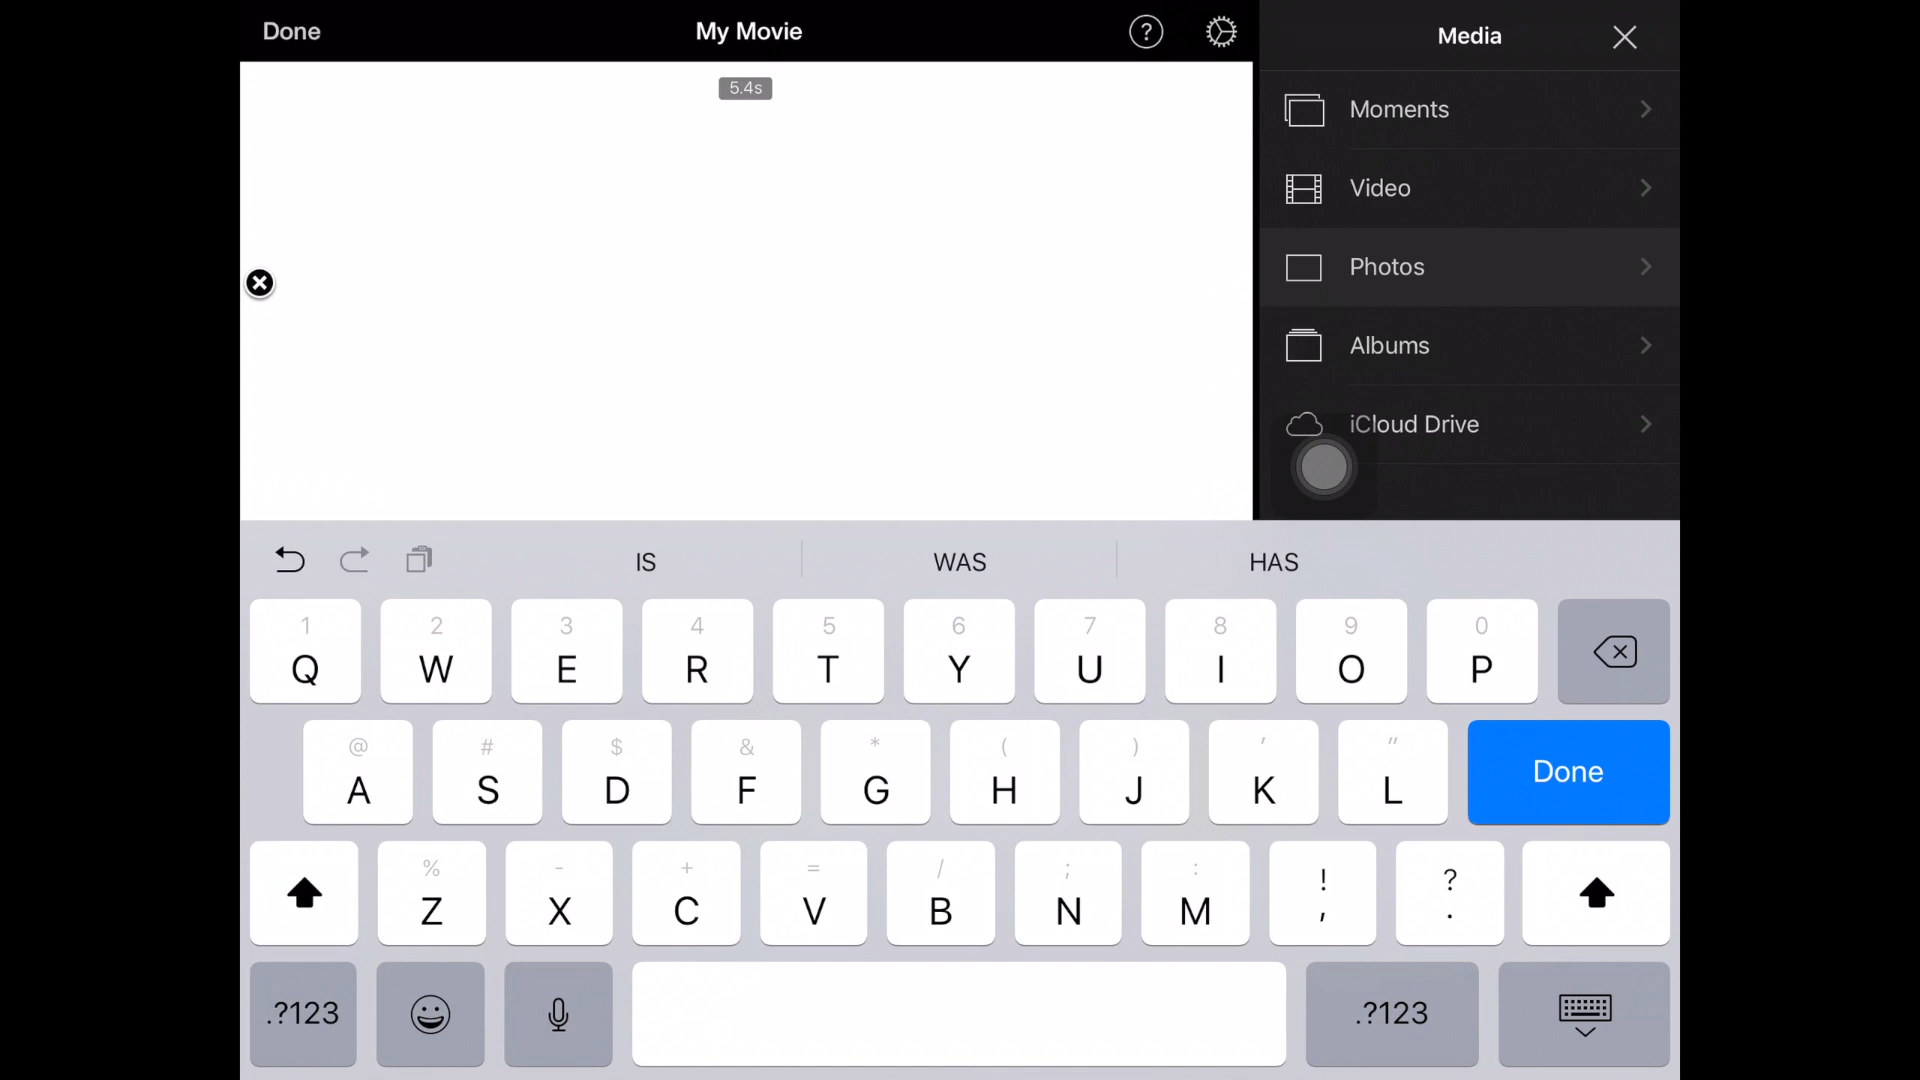 Done My Movie ? Media
5.4s
Moments
Video
Photos
Albums
iCloud Drive
IS WAS HAS
1 2 3 4 5 6 7 8 9 0
Q W E R T Y U I O P
@ # $ & * ( ) ' "
A S D F G H J K L Done
% - + = / ; : ! ?
Z X C V B N M , .
.?123 .?123